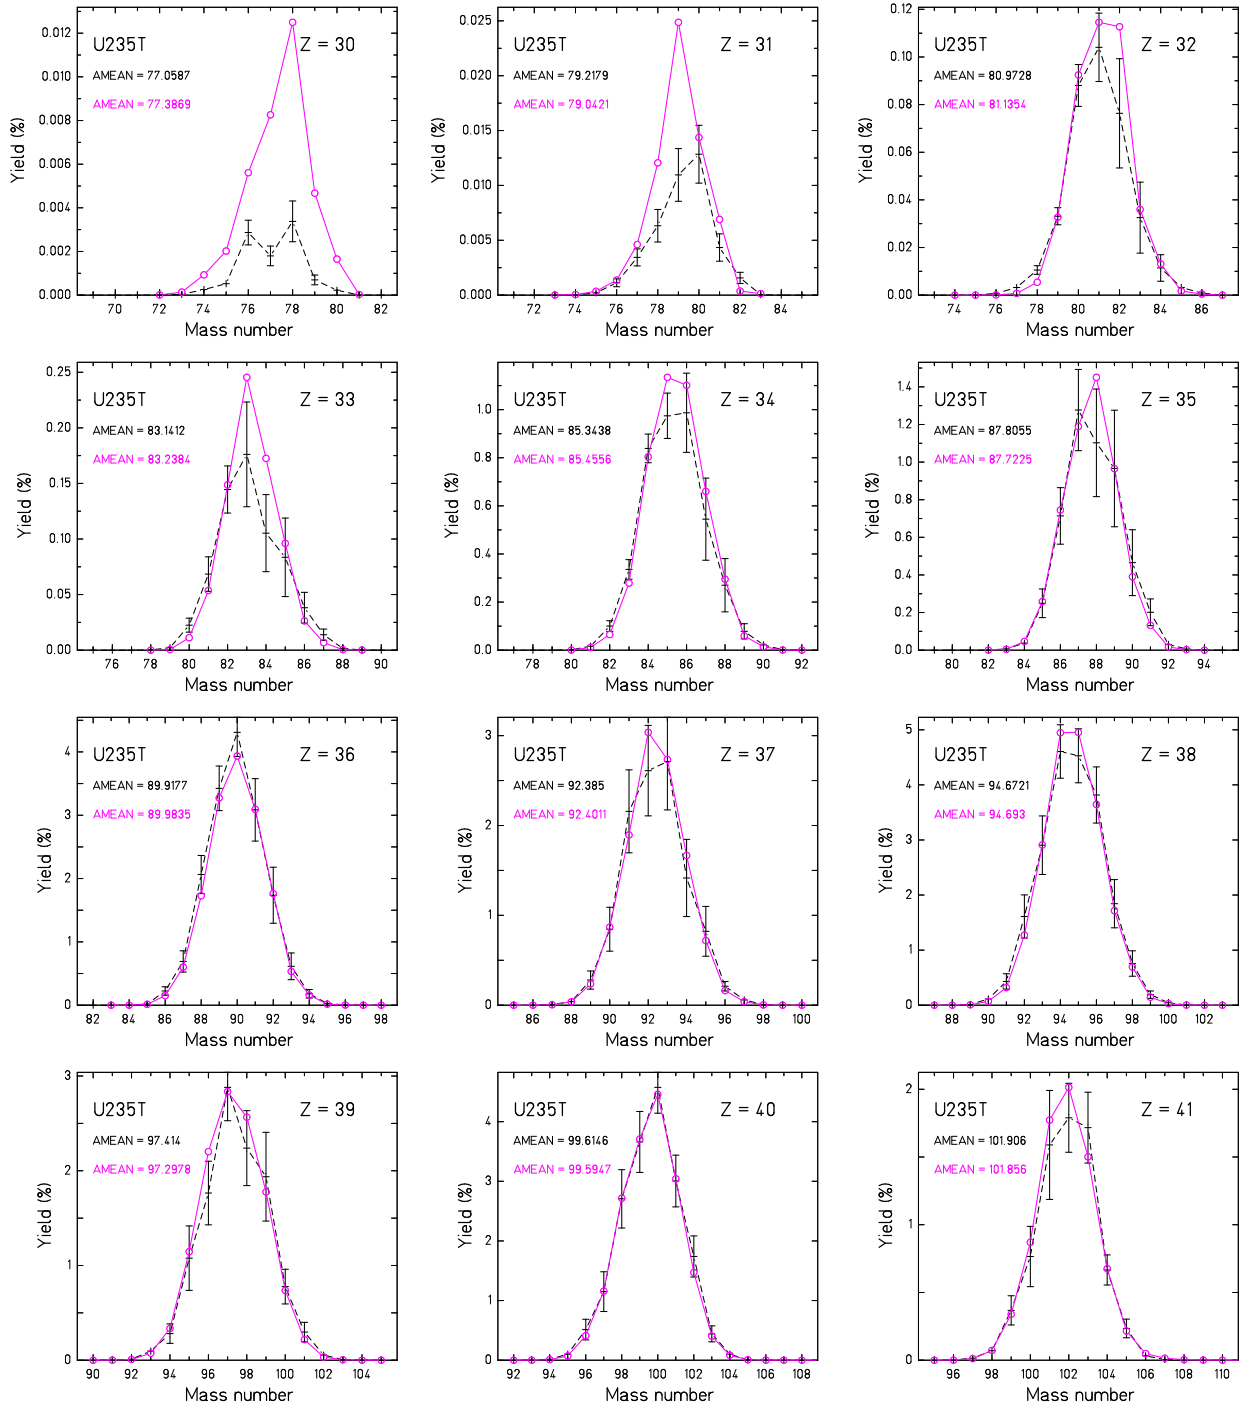 U235T
Z = 30
AMEAN = 77.0587
AMEAN = 77.3869
0.012
0.010
0.008
0.006
0.004
0.002
0.000
Yield (%)
70 72 74 76 78 80 82
Mass number
U235T
Z = 31
AMEAN = 79.2179
AMEAN = 79.0421
0.025
0.020
0.015
0.010
0.005
0.000
Yield (%)
72 74 76 78 80 82 84
Mass number
U235T
Z = 32
AMEAN = 80.9728
AMEAN = 81.1354
0.12
0.10
0.08
0.06
0.04
0.02
0.00
Yield (%)
74 76 78 80 82 84 86
Mass number
U235T
Z = 33
AMEAN = 83.1412
AMEAN = 83.2384
0.25
0.20
0.15
0.10
0.05
0.00
Yield (%)
76 78 80 82 84 86 88 90
Mass number
U235T
Z = 34
AMEAN = 85.3438
AMEAN = 85.4556
1.0
0.8
0.6
0.4
0.2
0.0
Yield (%)
78 80 82 84 86 88 90 92
Mass number
U235T
Z = 35
AMEAN = 87.8055
AMEAN = 87.7225
1.4
1.2
1.0
0.8
0.6
0.4
0.2
0.0
Yield (%)
80 82 84 86 88 90 92 94
Mass number
U235T
Z = 36
AMEAN = 89.9177
AMEAN = 89.9835
4
3
2
1
0
Yield (%)
82 84 86 88 90 92 94 96 98
Mass number
U235T
Z = 37
AMEAN = 92.385
AMEAN = 92.4011
3
2
1
0
Yield (%)
86 88 90 92 94 96 98 100
Mass number
U235T
Z = 38
AMEAN = 94.6721
AMEAN = 94.693
5
4
3
2
1
0
Yield (%)
88 90 92 94 96 98 100 102
Mass number
U235T
Z = 39
AMEAN = 97.414
AMEAN = 97.2978
3
2
1
0
Yield (%)
90 92 94 96 98 100 102 104
Mass number
U235T
Z = 40
AMEAN = 99.6146
AMEAN = 99.5947
4
3
2
1
0
Yield (%)
92 94 96 98 100 102 104 106 108
Mass number
U235T
Z = 41
AMEAN = 101.906
AMEAN = 101.856
2
1
0
Yield (%)
96 98 100 102 104 106 108 110
Mass number